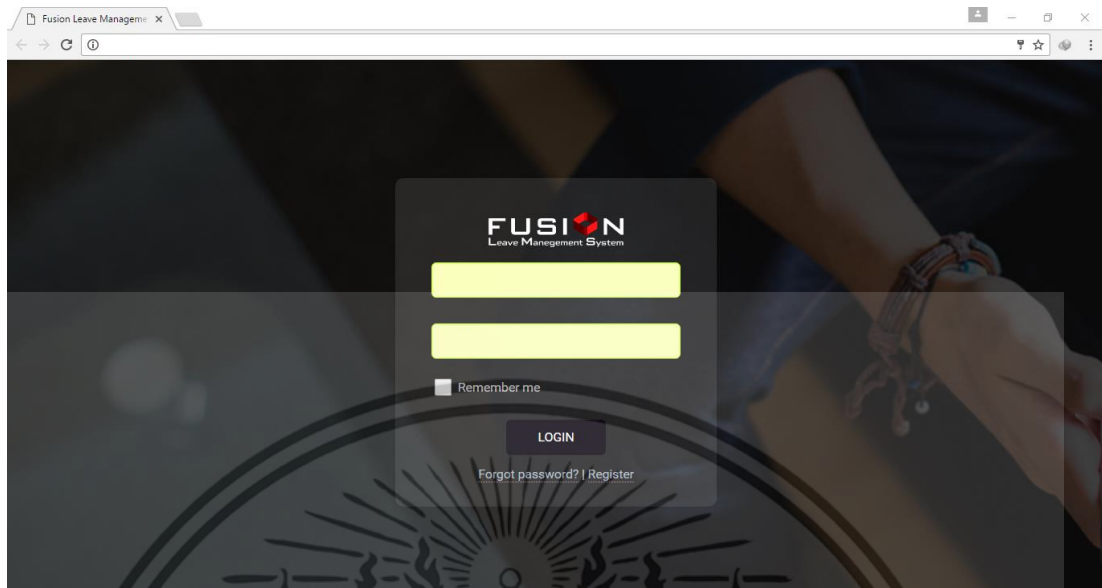 Fusion Leave Manageme
FUSION
Leave Manegement System
Remember me
LOGIN
Forgot password? | Register